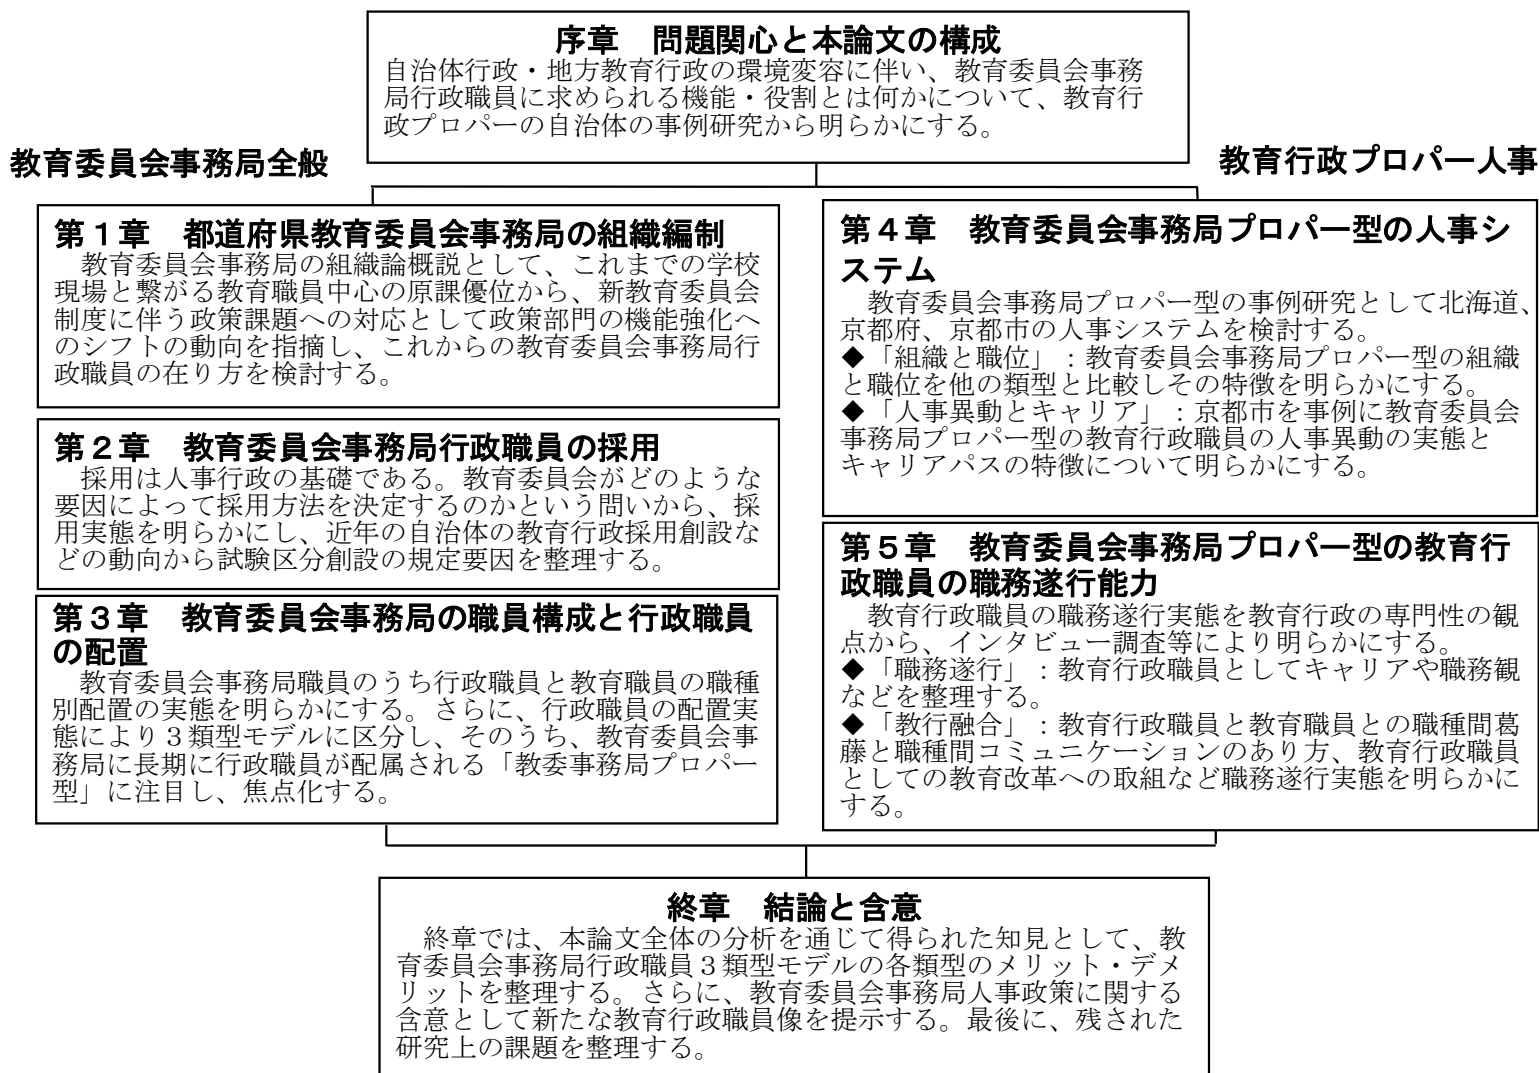 序章　問題関心と本論文の構成
自治体行政・地方教育行政の環境変容に伴い、教育委員会事務
局行政職員に求められる機能・役割とは何かについて、教育行
政プロパーの自治体の事例研究から明らかにする。
教育委員会事務局全般
教育行政プロパー人事
第１章　都道府県教育委員会事務局の組織編制
　教育委員会事務局の組織論概説として、これまでの学校
現場と繋がる教育職員中心の原課優位から、新教育委員会
制度に伴う政策課題への対応として政策部門の機能強化へ
のシフトの動向を指摘し、これからの教育委員会事務局行
政職員の在り方を検討する。
第２章　教育委員会事務局行政職員の採用
　採用は人事行政の基礎である。教育委員会がどのような
要因によって採用方法を決定するのかという問いから、採
用実態を明らかにし、近年の自治体の教育行政採用創設な
どの動向から試験区分創設の規定要因を整理する。
第３章　教育委員会事務局の職員構成と行政職員
の配置
　教育委員会事務局職員のうち行政職員と教育職員の職種
別配置の実態を明らかにする。さらに、行政職員の配置実
態により３類型モデルに区分し、そのうち、教育委員会事
務局に長期に行政職員が配属される「教委事務局プロパー
型」に注目し、焦点化する。
第４章　教育委員会事務局プロパー型の人事シ
ステム
　教育委員会事務局プロパー型の事例研究として北海道、
京都府、京都市の人事システムを検討する。
◆「組織と職位」：教育委員会事務局プロパー型の組織
と職位を他の類型と比較しその特徴を明らかにする。
◆「人事異動とキャリア」：京都市を事例に教育委員会
事務局プロパー型の教育行政職員の人事異動の実態と
キャリアパスの特徴について明らかにする。
第５章　教育委員会事務局プロパー型の教育行
政職員の職務遂行能力
　教育行政職員の職務遂行実態を教育行政の専門性の観
点から、インタビュー調査等により明らかにする。
◆「職務遂行」：教育行政職員としてキャリアや職務観
などを整理する。
◆「教行融合」：教育行政職員と教育職員との職種間葛
藤と職種間コミュニケーションのあり方、教育行政職員
としての教育改革への取組など職務遂行実態を明らかに
する。
終章　結論と含意
　終章では、本論文全体の分析を通じて得られた知見として、教
育委員会事務局行政職員３類型モデルの各類型のメリット・デメ
リットを整理する。さらに、教育委員会事務局人事政策に関する
含意として新たな教育行政職員像を提示する。最後に、残された
研究上の課題を整理する。